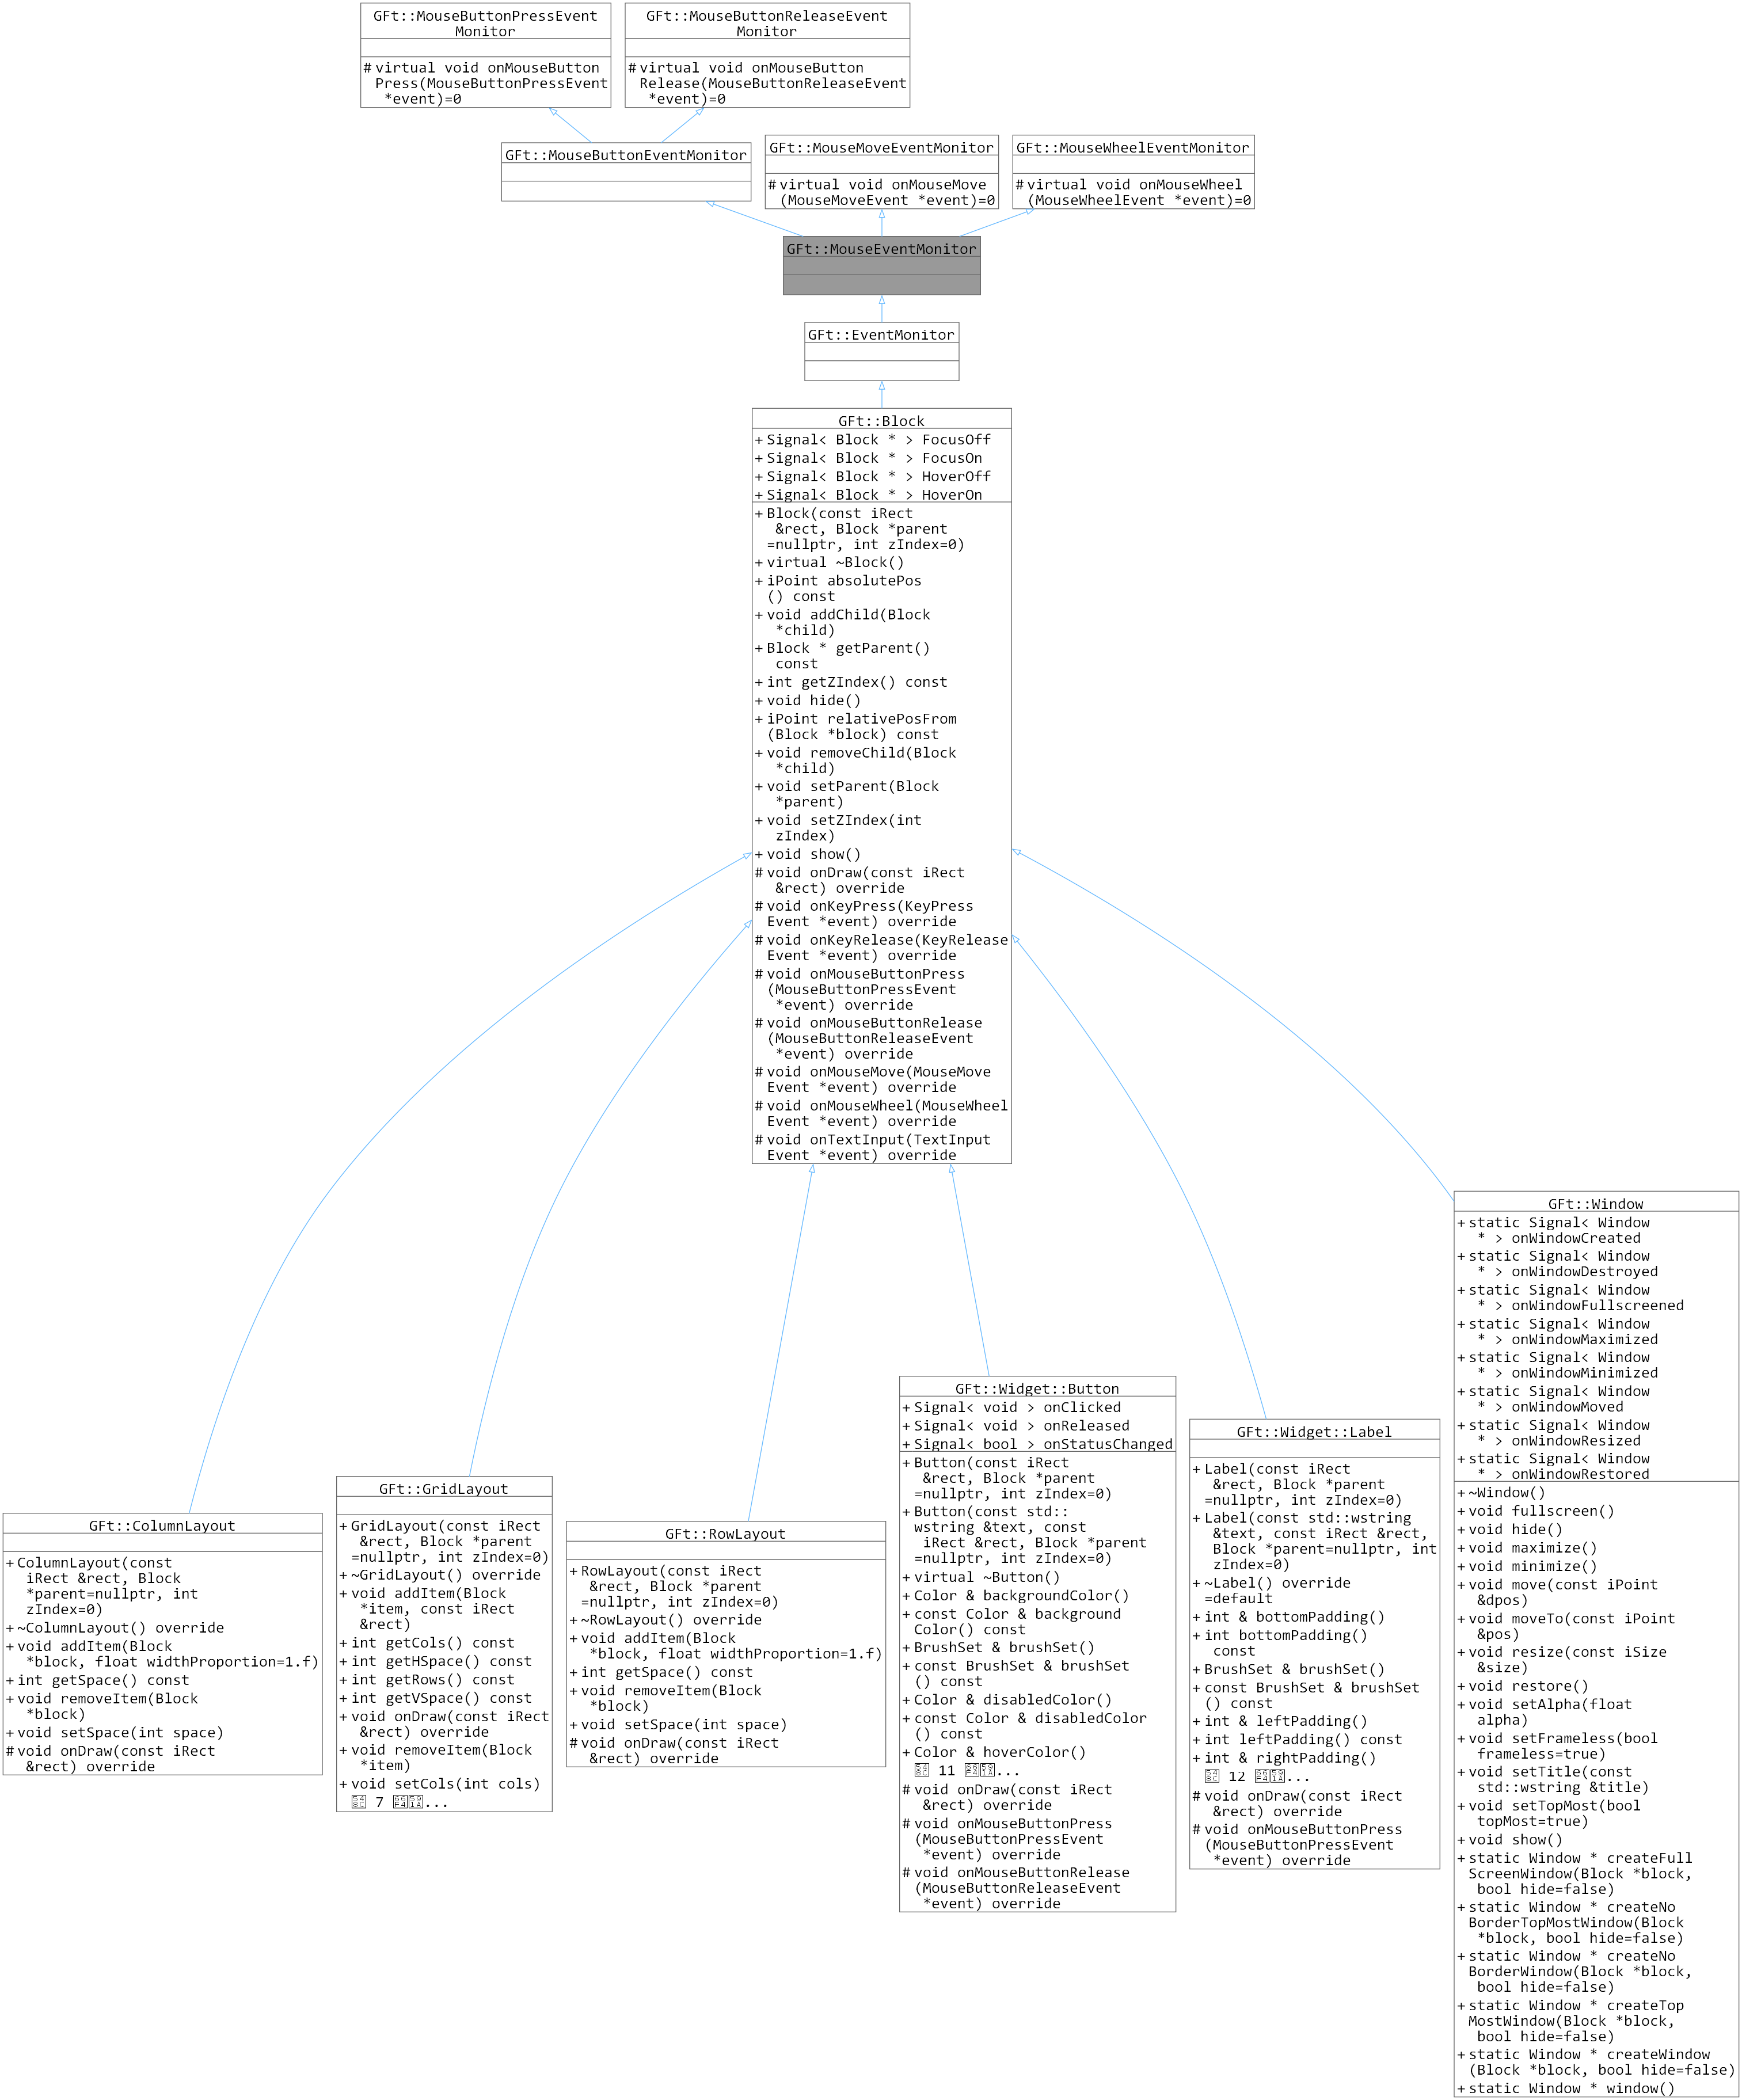 GFt::MouseButtonPressEvent
Monitor
# virtual void onMouseButton
Press(MouseButtonPressEvent
*event)=0
GFt::MouseButtonReleaseEvent
Monitor
# virtual void onMouseButton
Release(MouseButtonReleaseEvent
*event)=0
GFt::MouseButtonEventMonitor
GFt::MouseMoveEventMonitor
# virtual void onMouseMove
(MouseMoveEvent *event)=0
GFt::MouseWheelEventMonitor
# virtual void onMouseWheel
(MouseWheelEvent *event)=0
GFt::MouseEventMonitor
GFt::EventMonitor
GFt::Block
+ Signal< Block * > FocusOff
+ Signal< Block * > FocusOn
+ Signal< Block * > HoverOff
+ Signal< Block * > HoverOn
+ Block(const iRect
&rect, Block *parent
=nullptr, int zIndex=0)
+ virtual ~Block()
+ iPoint absolutePos
() const
+ void addChild(Block
*child)
+ Block * getParent()
const
+ int getZIndex() const
+ void hide()
+ iPoint relativePosFrom
(Block *block) const
+ void removeChild(Block
*child)
+ void setParent(Block
*parent)
+ void setZIndex(int
zIndex)
+ void show()
# void onDraw(const iRect
&rect) override
# void onKeyPress(KeyPress
Event *event) override
# void onKeyRelease(KeyRelease
Event *event) override
# void onMouseButtonPress
(MouseButtonPressEvent
*event) override
# void onMouseButtonRelease
(MouseButtonReleaseEvent
*event) override
# void onMouseMove(MouseMove
Event *event) override
# void onMouseWheel(MouseWheel
Event *event) override
# void onTextInput(TextInput
Event *event) override
GFt::ColumnLayout
+ ColumnLayout(const
iRect &rect, Block
*parent=nullptr, int
zIndex=0)
+ ~ColumnLayout() override
+ void addItem(Block
*block, float widthProportion=1.f)
+ int getSpace() const
+ void removeItem(Block
*block)
+ void setSpace(int space)
# void onDraw(const iRect
&rect) override
GFt::GridLayout
+ GridLayout(const iRect
&rect, Block *parent
=nullptr, int zIndex=0)
+ ~GridLayout() override
+ void addItem(Block
*item, const iRect
&rect)
+ int getCols() const
+ int getHSpace() const
+ int getRows() const
+ int getVSpace() const
+ void onDraw(const iRect
&rect) override
+ void removeItem(Block
*item)
+ void setCols(int cols)
7 ...
GFt::RowLayout
+ RowLayout(const iRect
&rect, Block *parent
=nullptr, int zIndex=0)
+ ~RowLayout() override
+ void addItem(Block
*block, float widthProportion=1.f)
+ int getSpace() const
+ void removeItem(Block
*block)
+ void setSpace(int space)
# void onDraw(const iRect
&rect) override
GFt::Widget::Button
+ Signal< void > onClicked
+ Signal< void > onReleased
+ Signal< bool > onStatusChanged
+ Button(const iRect
&rect, Block *parent
=nullptr, int zIndex=0)
+ Button(const std::
wstring &text, const
iRect &rect, Block *parent
=nullptr, int zIndex=0)
+ virtual ~Button()
+ Color & backgroundColor()
+ const Color & background
Color() const
+ BrushSet & brushSet()
+ const BrushSet & brushSet
() const
+ Color & disabledColor()
+ const Color & disabledColor
() const
+ Color & hoverColor()
11 ...
# void onDraw(const iRect
&rect) override
# void onMouseButtonPress
(MouseButtonPressEvent
*event) override
# void onMouseButtonRelease
(MouseButtonReleaseEvent
*event) override
GFt::Widget::Label
+ Label(const iRect
&rect, Block *parent
=nullptr, int zIndex=0)
+ Label(const std::wstring
&text, const iRect &rect,
Block *parent=nullptr, int
zIndex=0)
+ ~Label() override
=default
+ int & bottomPadding()
+ int bottomPadding()
const
+ BrushSet & brushSet()
+ const BrushSet & brushSet
() const
+ int & leftPadding()
+ int leftPadding() const
+ int & rightPadding()
12 ...
# void onDraw(const iRect
&rect) override
# void onMouseButtonPress
(MouseButtonPressEvent
*event) override
GFt::Window
+ static Signal< Window
* > onWindowCreated
+ static Signal< Window
* > onWindowDestroyed
+ static Signal< Window
* > onWindowFullscreened
+ static Signal< Window
* > onWindowMaximized
+ static Signal< Window
* > onWindowMinimized
+ static Signal< Window
* > onWindowMoved
+ static Signal< Window
* > onWindowResized
+ static Signal< Window
* > onWindowRestored
+ ~Window()
+ void fullscreen()
+ void hide()
+ void maximize()
+ void minimize()
+ void move(const iPoint
&dpos)
+ void moveTo(const iPoint
&pos)
+ void resize(const iSize
&size)
+ void restore()
+ void setAlpha(float
alpha)
+ void setFrameless(bool
frameless=true)
+ void setTitle(const
std::wstring &title)
+ void setTopMost(bool
topMost=true)
+ void show()
+ static Window * createFull
ScreenWindow(Block *block,
bool hide=false)
+ static Window * createNo
BorderTopMostWindow(Block
*block, bool hide=false)
+ static Window * createNo
BorderWindow(Block *block,
bool hide=false)
+ static Window * createTop
MostWindow(Block *block,
bool hide=false)
+ static Window * createWindow
(Block *block, bool hide=false)
+ static Window * window()